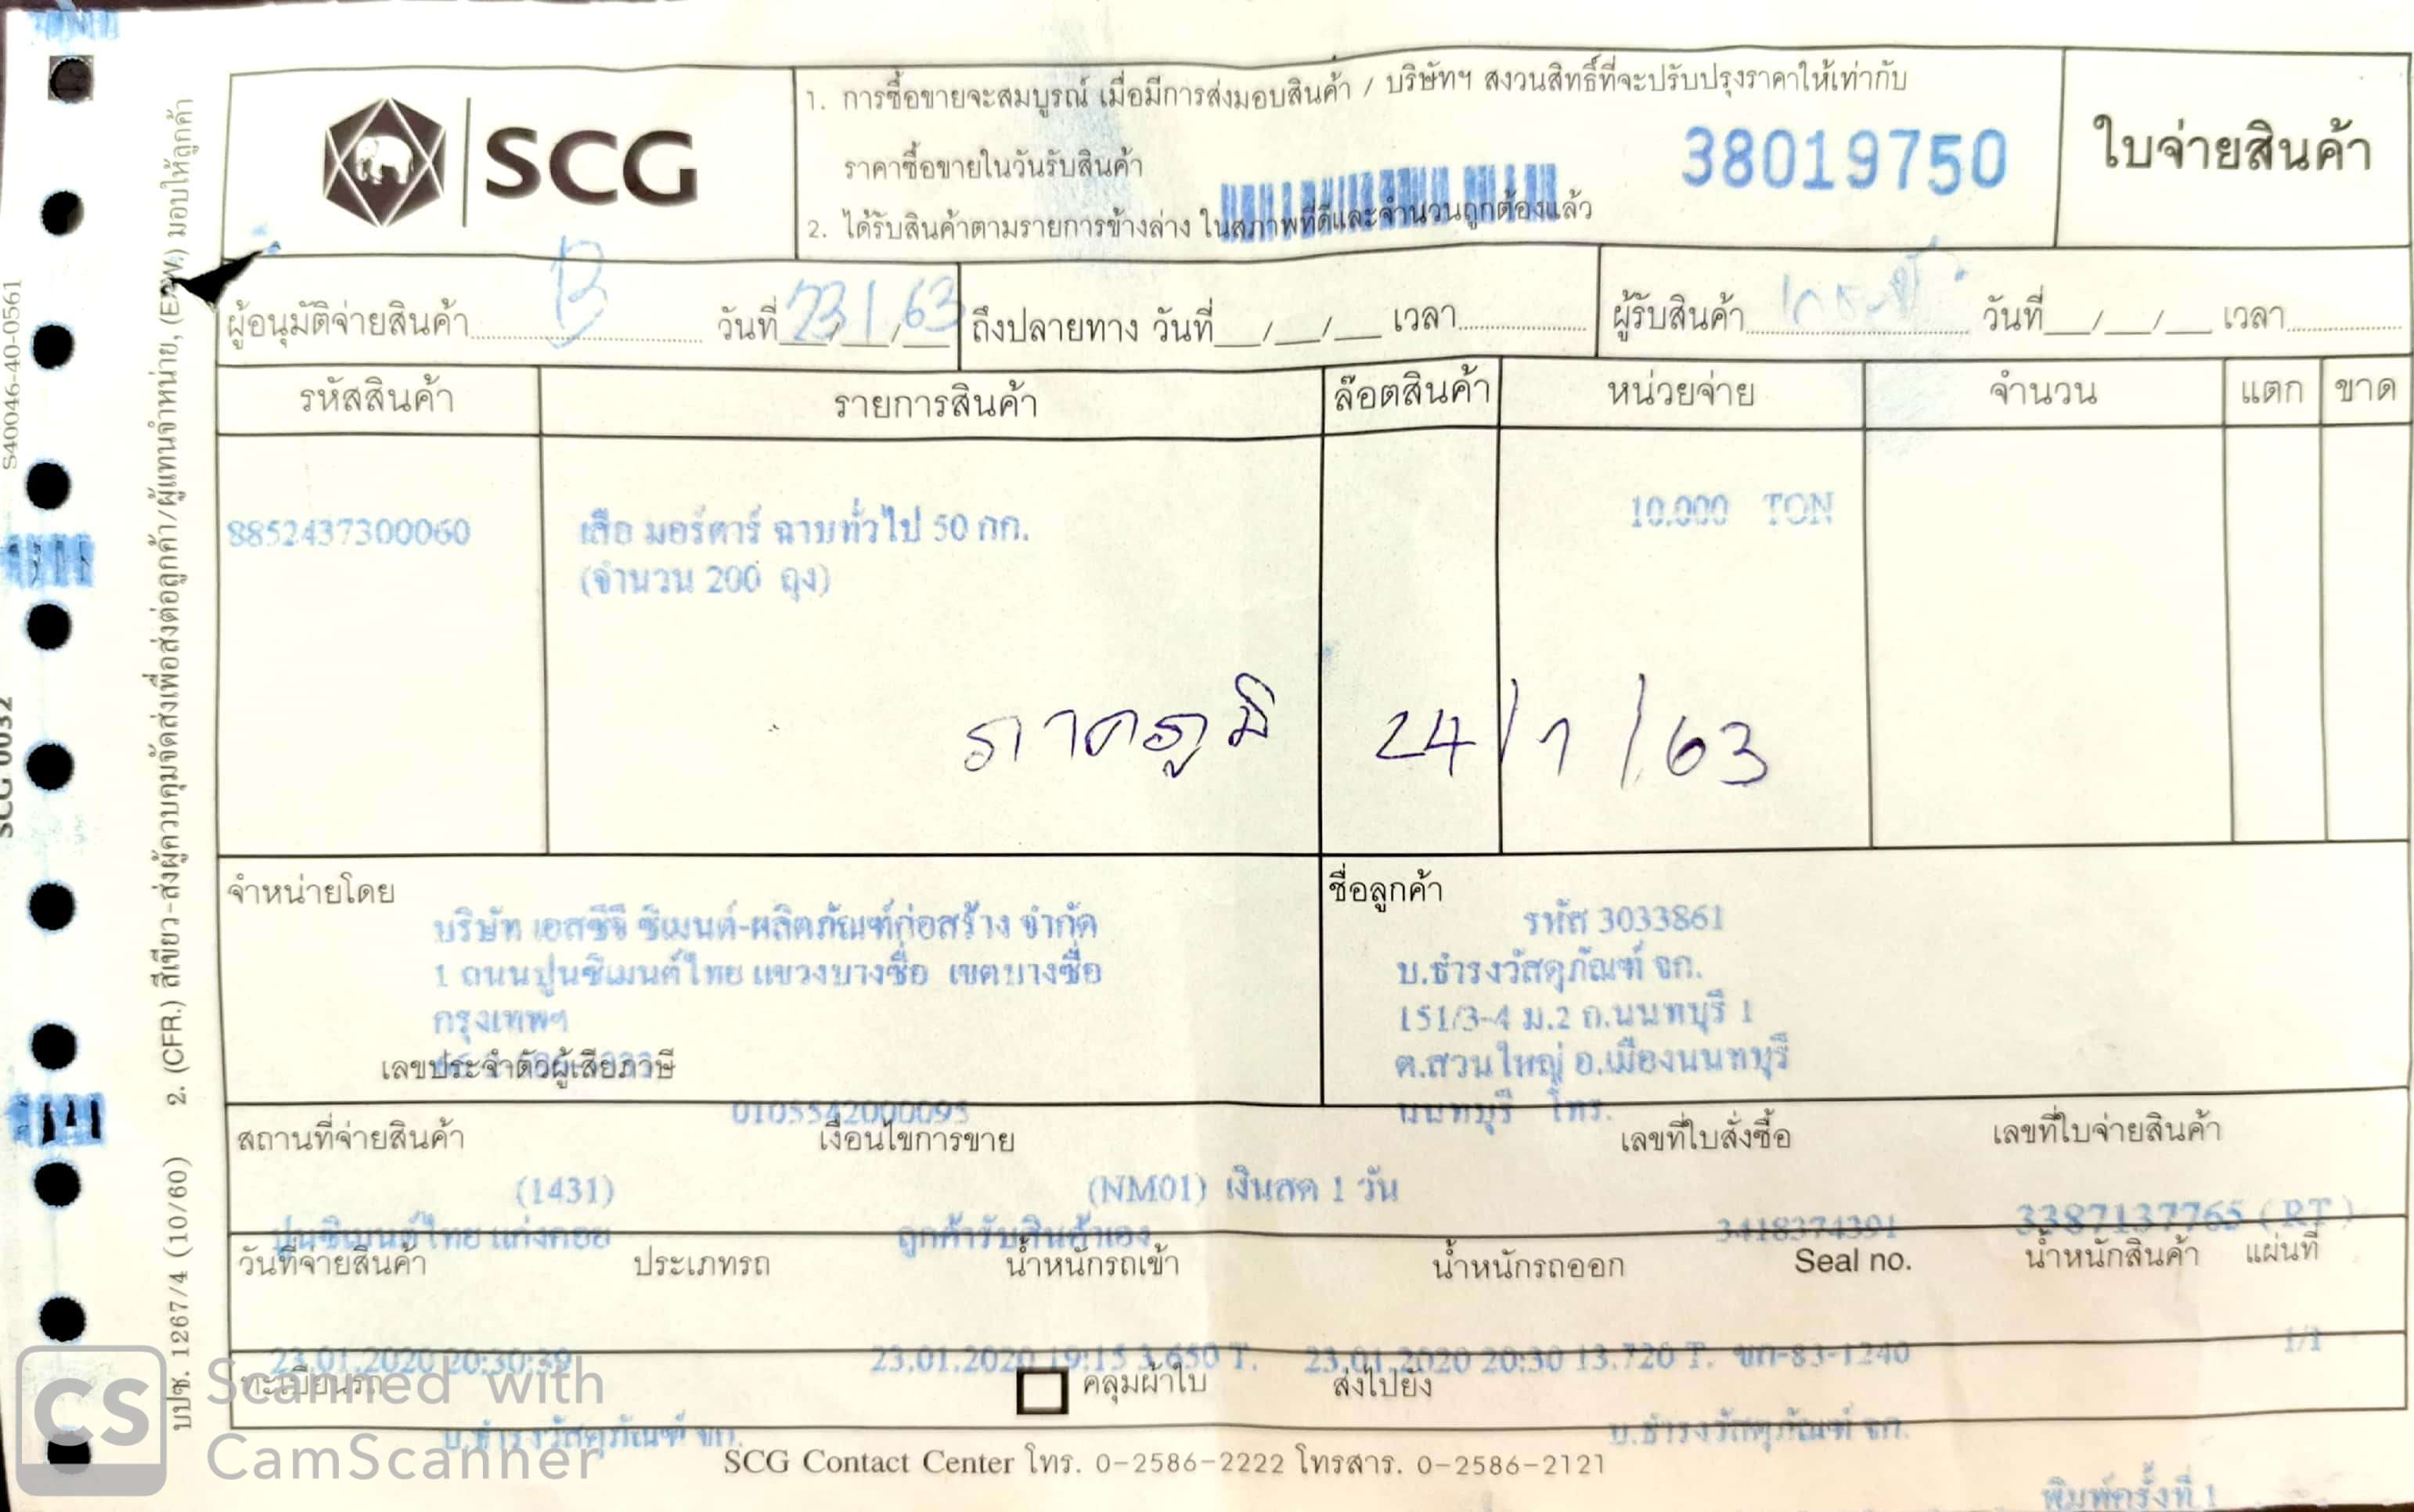 SCG
1. การซื้อขายจะสมบูรณ์ เมื่อมีการส่งมอบสินค้า / บริษัทฯ สงวนสิทธิ์ที่จะปรับปรุงราคาให้เท่ากับ
ราคาซื้อขายในวันรับสินค้า
38019750
ใบจ่ายสินค้า
2. ได้รับสินค้าตามรายการข้างล่าง ในสภาพที่ดีและจำนวนถูกต้องแล้ว
ผู้อนุมัติจ่ายสินค้า วันที่ 23/1/63 ถึงปลายทาง วันที่__/__/__ เวลา ผู้รับสินค้า วันที่__/__/__ เวลา
รหัสสินค้า รายการสินค้า ล๊อตสินค้า หน่วยจ่าย จำนวน แตก ขาด
8852437300060 เสือ มอร์ตาร์ ฉาบทั่วไป 50 กก. 10.000 TON
(จำนวน 200 ถุง)
ภาคภูมิ 24/1/63
จำหน่ายโดย
บริษัท เอสซีจี ซิเมนต์-ผลิตภัณฑ์ก่อสร้าง จำกัด
1 ถนนปูนซิเมนต์ไทย แขวงบางซื่อ เขตบางซื่อ
กรุงเทพฯ
เลขประจำตัวผู้เสียภาษี
0105542000095
ชื่อลูกค้า
รหัส 3033861
บ.ธำรงวัสดุภัณฑ์ จก.
151/3-4 ม.2 ถ.นนทบุรี 1
ต.สวนใหญ่ อ.เมืองนนทบุรี
นนทบุรี โทร.
สถานที่จ่ายสินค้า เงื่อนไขการขาย เลขที่ใบสั่งซื้อ เลขที่ใบจ่ายสินค้า
(1431) (NM01) เงินสด 1 วัน
ปูนซิเมนต์ไทย แก่งคอย ลูกค้ารับสินค้าเอง 3418374391 3387137765 (RT)
วันที่จ่ายสินค้า ประเภทรถ น้ำหนักรถเข้า น้ำหนักรถออก Seal no. น้ำหนักสินค้า แผ่นที่
23.01.2020 20:30:39 23.01.2020 19:15 3.650 T. 23.01.2020 20:30 13.720 T. บก-83-1240 1/1
ทะเบียนรถ คลุมผ้าใบ ส่งไปยัง
บ.ธำรงวัสดุภัณฑ์ จก. บ.ธำรงวัสดุภัณฑ์ จก.
SCG Contact Center โทร. 0-2586-2222 โทรสาร. 0-2586-2121
พิมพ์ครั้งที่ 1
บปซ. 1267/4 (10/60) 2. (CFR.) สีเขียว-ส่งผู้ควบคุมจัดส่งเพื่อส่งต่อลูกค้า/ผู้แทนจำหน่าย, (EXW.) มอบให้ลูกค้า
S40046-40-0561
SCG 0032
CS Scanned with
CamScanner